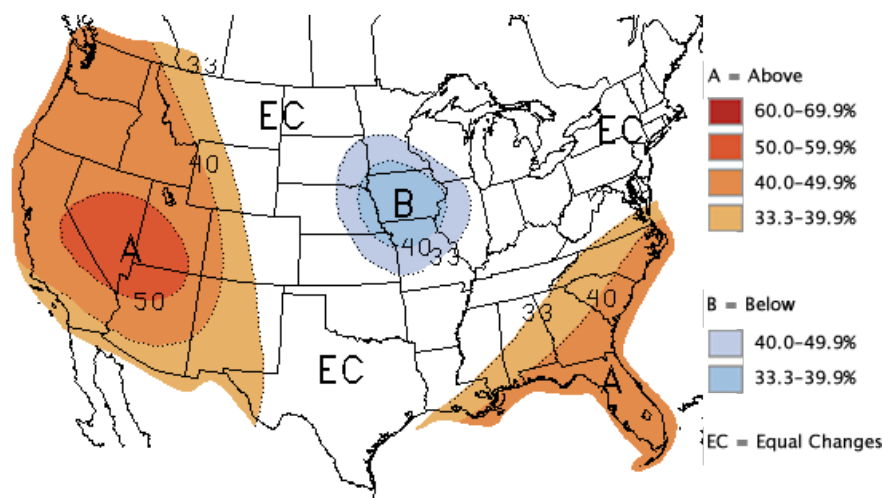 33
EC
EC
40
B
A
40
33
50
40
33
EC
A
A = Above
60.0–69.9%
50.0–59.9%
40.0–49.9%
33.3–39.9%
B = Below
40.0–49.9%
33.3–39.9%
EC = Equal Changes